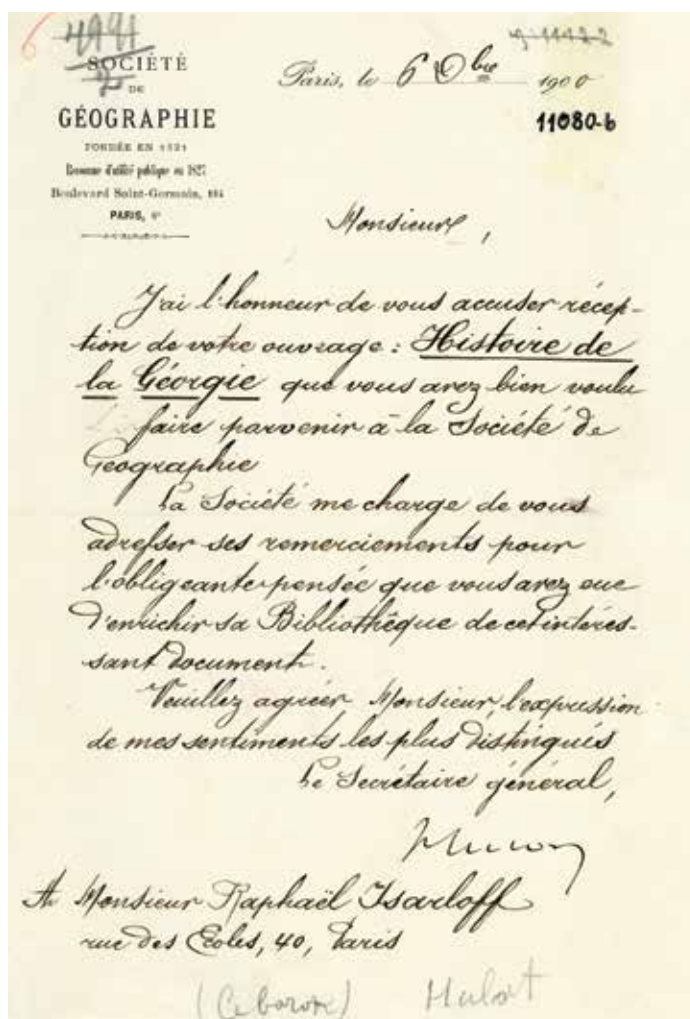 6
4991
2
SOCIÉTÉ
DE
GÉOGRAPHIE
FONDÉE EN 1821
Reconnue d'utilité publique en 1827
Boulevard Saint-Germain, 184
PARIS, 6e
Paris, le 6 Xbre 1900
11080-b
Monsieur,
J'ai l'honneur de vous accuser récep-
tion de votre ouvrage : Histoire de
la Géorgie que vous avez bien voulu
faire parvenir à la Société de
Géographie
La Société me charge de vous
adresser ses remerciements pour
l'obligeante pensée que vous avez eue
d'enrichir sa Bibliothèque de cet intéres-
sant document.
Veuillez agréer, Monsieur, l'expression
de mes sentiments les plus distingués
Le Secrétaire général,
A Monsieur Raphaël Isarloff
rue des Ecoles, 40, Paris